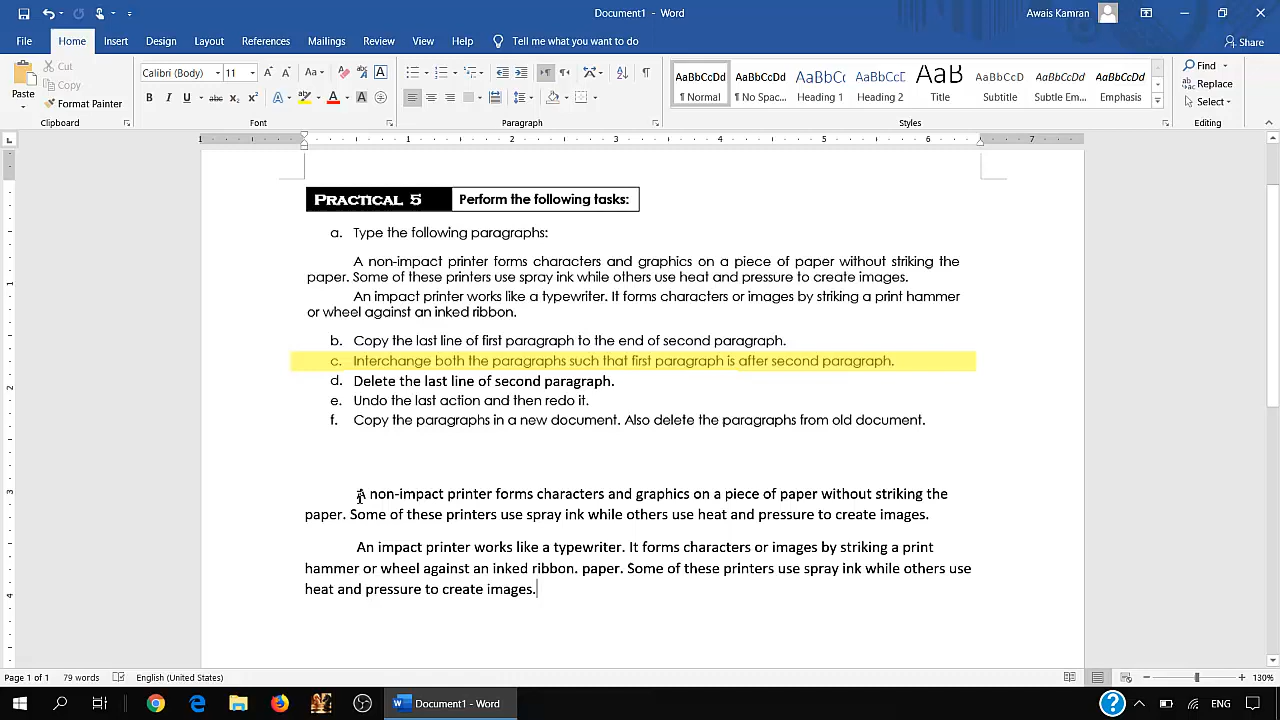 Document1 - Word
Awais Kamran
File Home Insert Design Layout References Mailings Review View Help Tell me what you want to do Share
Paste
Cut
Copy
Format Painter
Clipboard
Calibri (Body) 11
Font
Paragraph
AaBbCcDd AaBbCcDd AaBbCcD AaBbCcDd AaB AaBbCcDd AaBbCcDd AaBbCcDd
¶ Normal ¶ No Spac... Heading 1 Heading 2 Title Subtitle Subtle Em... Emphasis
Styles
Find
Replace
Select
Editing
1 1 2 3 4 5 6 7
PRACTICAL 5 Perform the following tasks:
a. Type the following paragraphs:
A non-impact printer forms characters and graphics on a piece of paper without striking the
paper. Some of these printers use spray ink while others use heat and pressure to create images.
An impact printer works like a typewriter. It forms characters or images by striking a print hammer
or wheel against an inked ribbon.
b. Copy the last line of first paragraph to the end of second paragraph.
c. Interchange both the paragraphs such that first paragraph is after second paragraph.
d. Delete the last line of second paragraph.
e. Undo the last action and then redo it.
f. Copy the paragraphs in a new document. Also delete the paragraphs from old document.
A non-impact printer forms characters and graphics on a piece of paper without striking the
paper. Some of these printers use spray ink while others use heat and pressure to create images.
An impact printer works like a typewriter. It forms characters or images by striking a print
hammer or wheel against an inked ribbon. paper. Some of these printers use spray ink while others use
heat and pressure to create images.
Page 1 of 1 79 words English (United States) 130%
Document1 - Word ENG